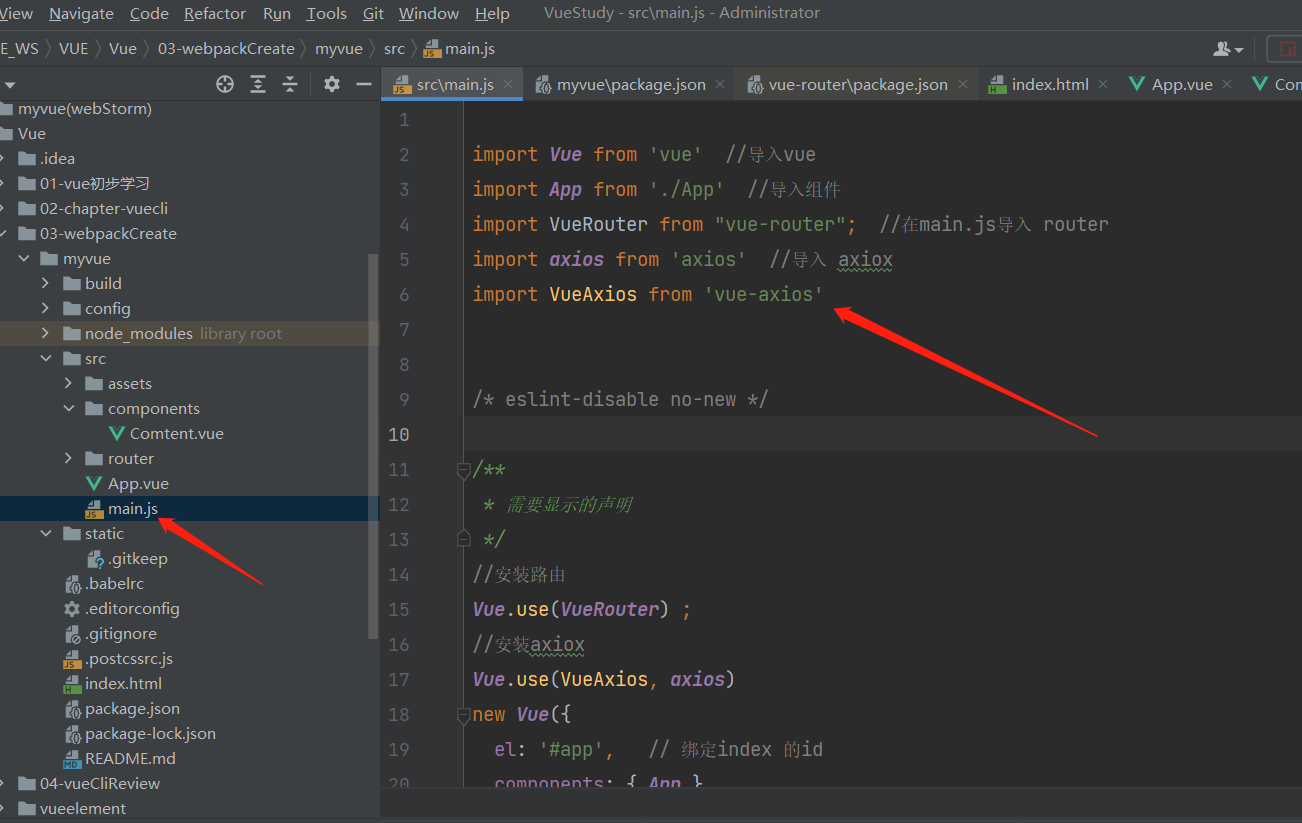 View Navigate Code Refactor Run Tools Git Window Help VueStudy - src\main.js - Administrator
E_WS VUE Vue 03-webpackCreate myvue src main.js
src\main.js myvue\package.json vue-router\package.json index.html App.vue Com
myvue(webStorm)
Vue
.idea
01-vue初步学习
02-chapter-vuecli
03-webpackCreate
myvue
build
config
node_modules library root
src
assets
components
Comtent.vue
router
App.vue
main.js
static
.gitkeep
.babelrc
.editorconfig
.gitignore
.postcssrc.js
index.html
package.json
package-lock.json
README.md
04-vueCliReview
vueelement
1
2 import Vue from 'vue' //导入vue
3 import App from './App' //导入组件
4 import VueRouter from "vue-router"; //在main.js导入 router
5 import axios from 'axios' //导入 axiox
6 import VueAxios from 'vue-axios'
7
8
9 /* eslint-disable no-new */
10
11 /**
12 * 需要显示的声明
13 */
14 //安装路由
15 Vue.use(VueRouter) ;
16 //安装axiox
17 Vue.use(VueAxios, axios)
18 new Vue({
19 el: '#app', // 绑定index 的id
20 components: { App }